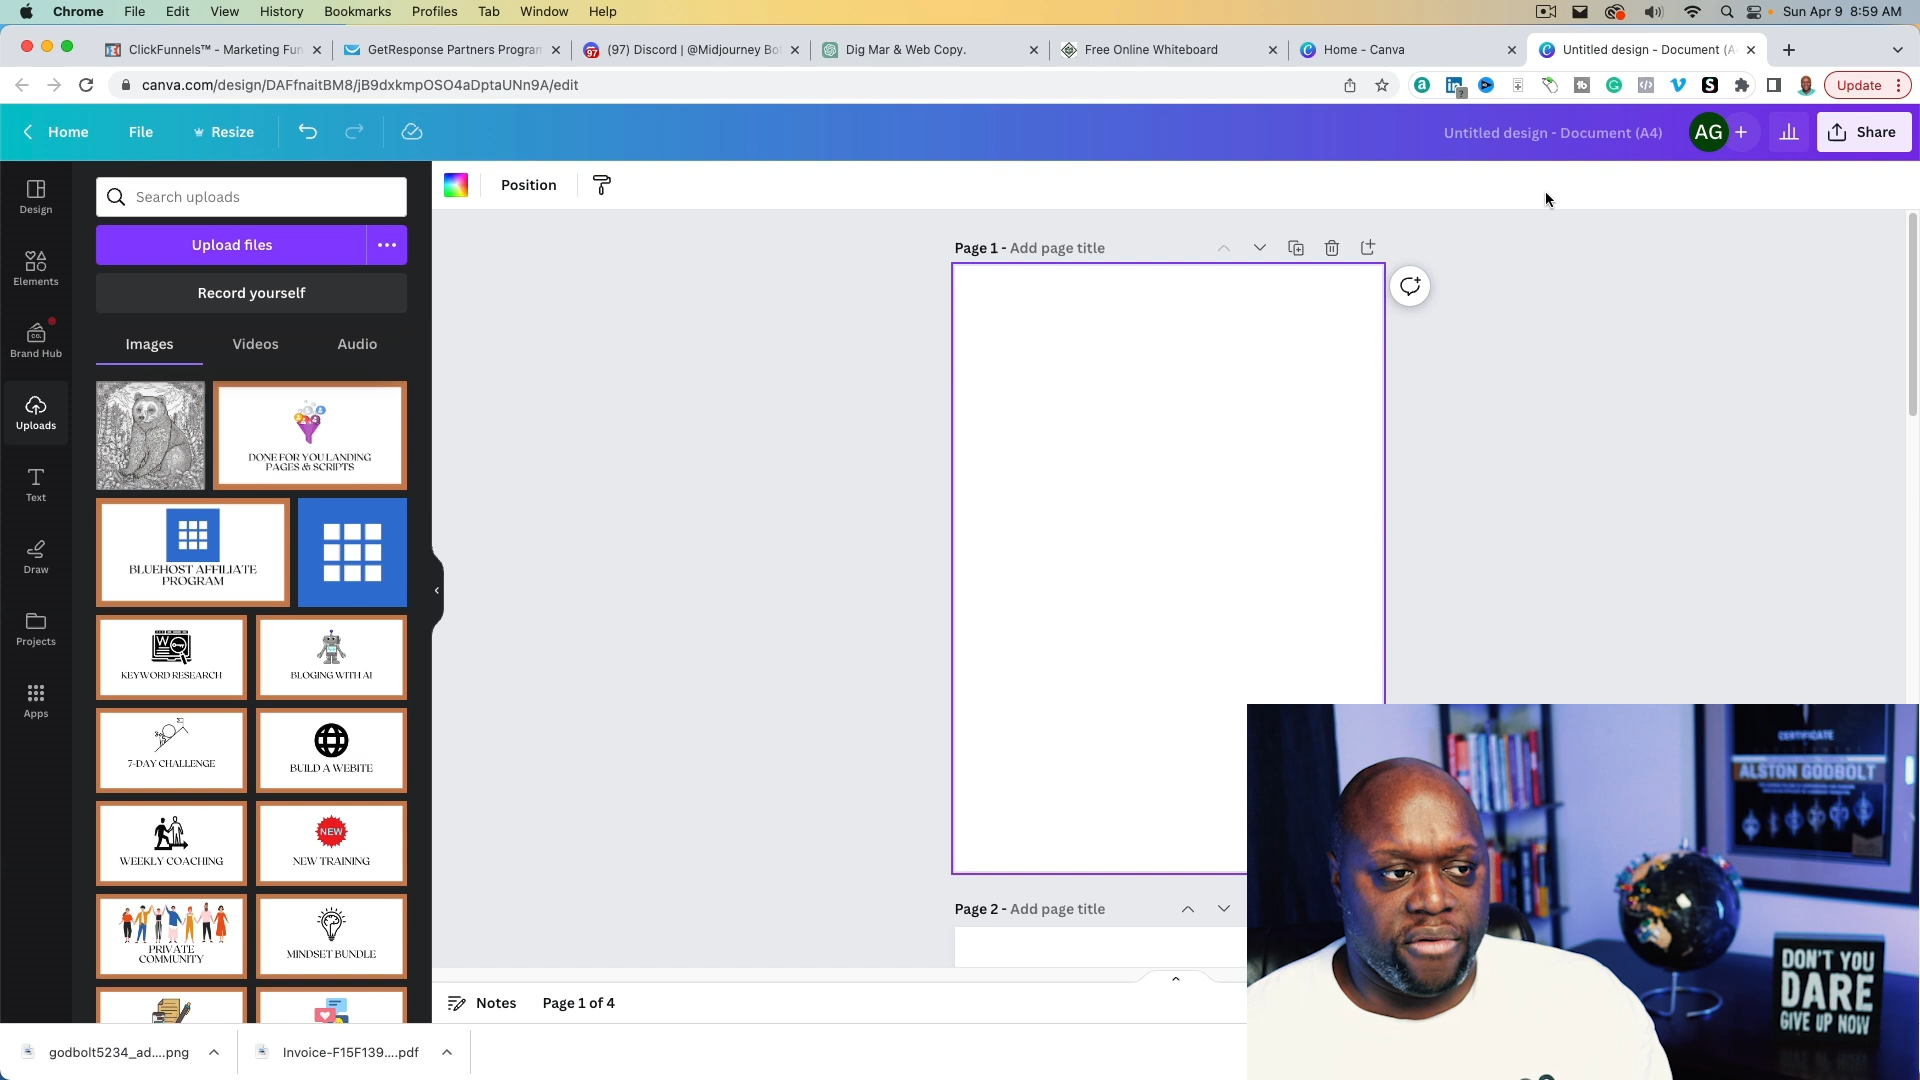 Chrome File Edit View History Bookmarks Profiles Tab Window Help Sun Apr 9 8:59 AM
ClickFunnels™ - Marketing Fun
GetResponse Partners Program
(97) Discord | @Midjourney Bot
Dig Mar & Web Copy.
Free Online Whiteboard
Home - Canva
Untitled design - Document (A
canva.com/design/DAFfnaitBM8/jB9dxkmpOSO4aDptaUNn9A/edit
Update
Home File Resize
Untitled design - Document (A4)
AG
Share
Design
Elements
Brand Hub
Uploads
Text
Draw
Projects
Apps
Search uploads
Upload files
Record yourself
Images Videos Audio
DONE FOR YOU LANDING
PAGES & SCRIPTS
BLUEHOST AFFILIATE
PROGRAM
KEYWORD RESEARCH
BLOGING WITH AI
7-DAY CHALLENGE
BUILD A WEBITE
WEEKLY COACHING
NEW
NEW TRAINING
PRIVATE
COMMUNITY
MINDSET BUNDLE
Position
Page 1 - Add page title
Page 2 - Add page title
Notes Page 1 of 4
godbolt5234_ad....png
Invoice-F15F139....pdf
CERTIFICATE
ALSTON GODBOLT
DON'T YOU
DARE
GIVE UP NOW